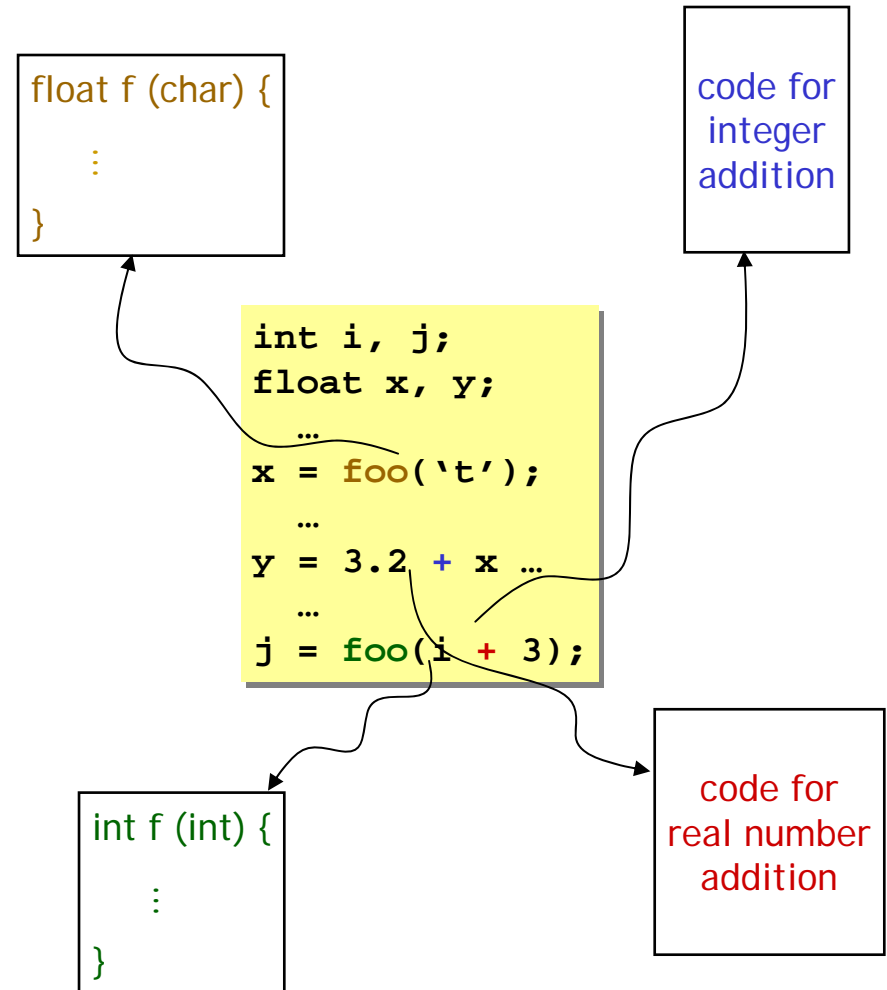 float f (char) {
⋮
}
code for
integer
addition
int i, j;
float x, y;
…
x = foo(‘t’);
…
y = 3.2 + x …
…
j = foo(i + 3);
int f (int) {
⋮
}
code for
real number
addition